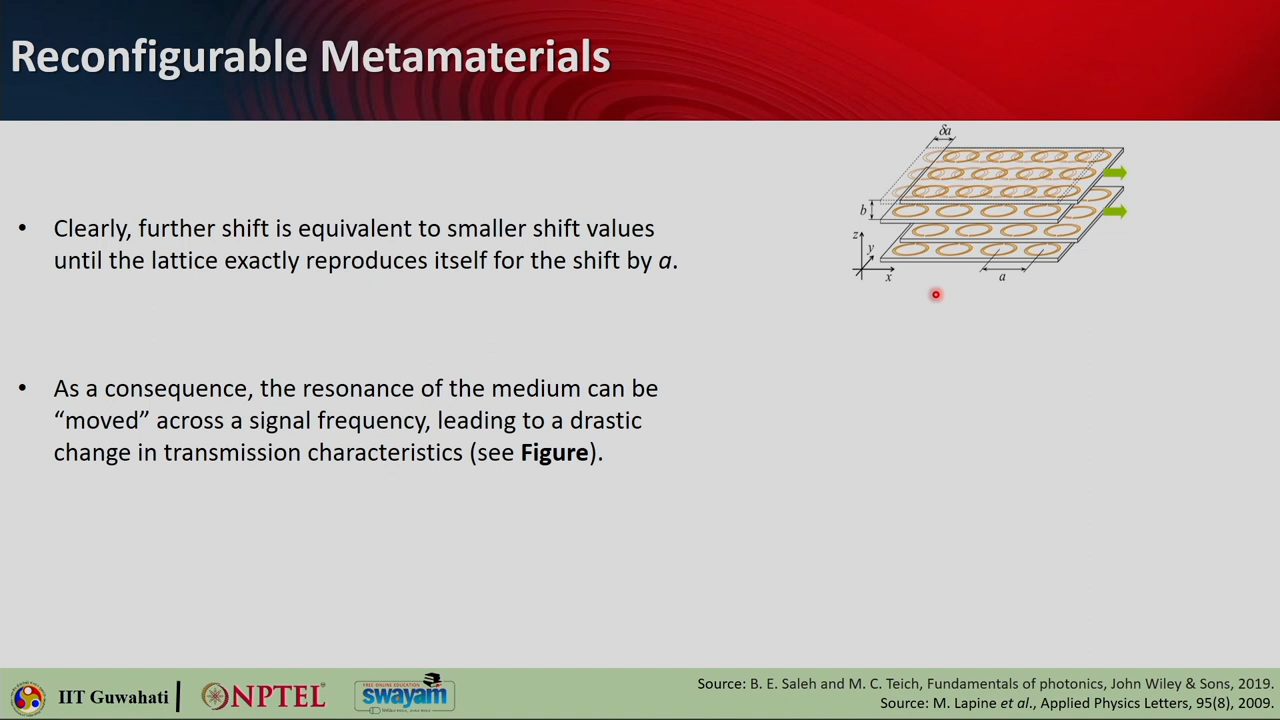 Reconfigurable Metamaterials
• Clearly, further shift is equivalent to smaller shift values
until the lattice exactly reproduces itself for the shift by a.
• As a consequence, the resonance of the medium can be
“moved” across a signal frequency, leading to a drastic
change in transmission characteristics (see Figure).
δa
b
z
y
x
a
IIT Guwahati
NPTEL
FREE ONLINE EDUCATION
swayam
Source: B. E. Saleh and M. C. Teich, Fundamentals of photonics, John Wiley & Sons, 2019.
Source: M. Lapine et al., Applied Physics Letters, 95(8), 2009.